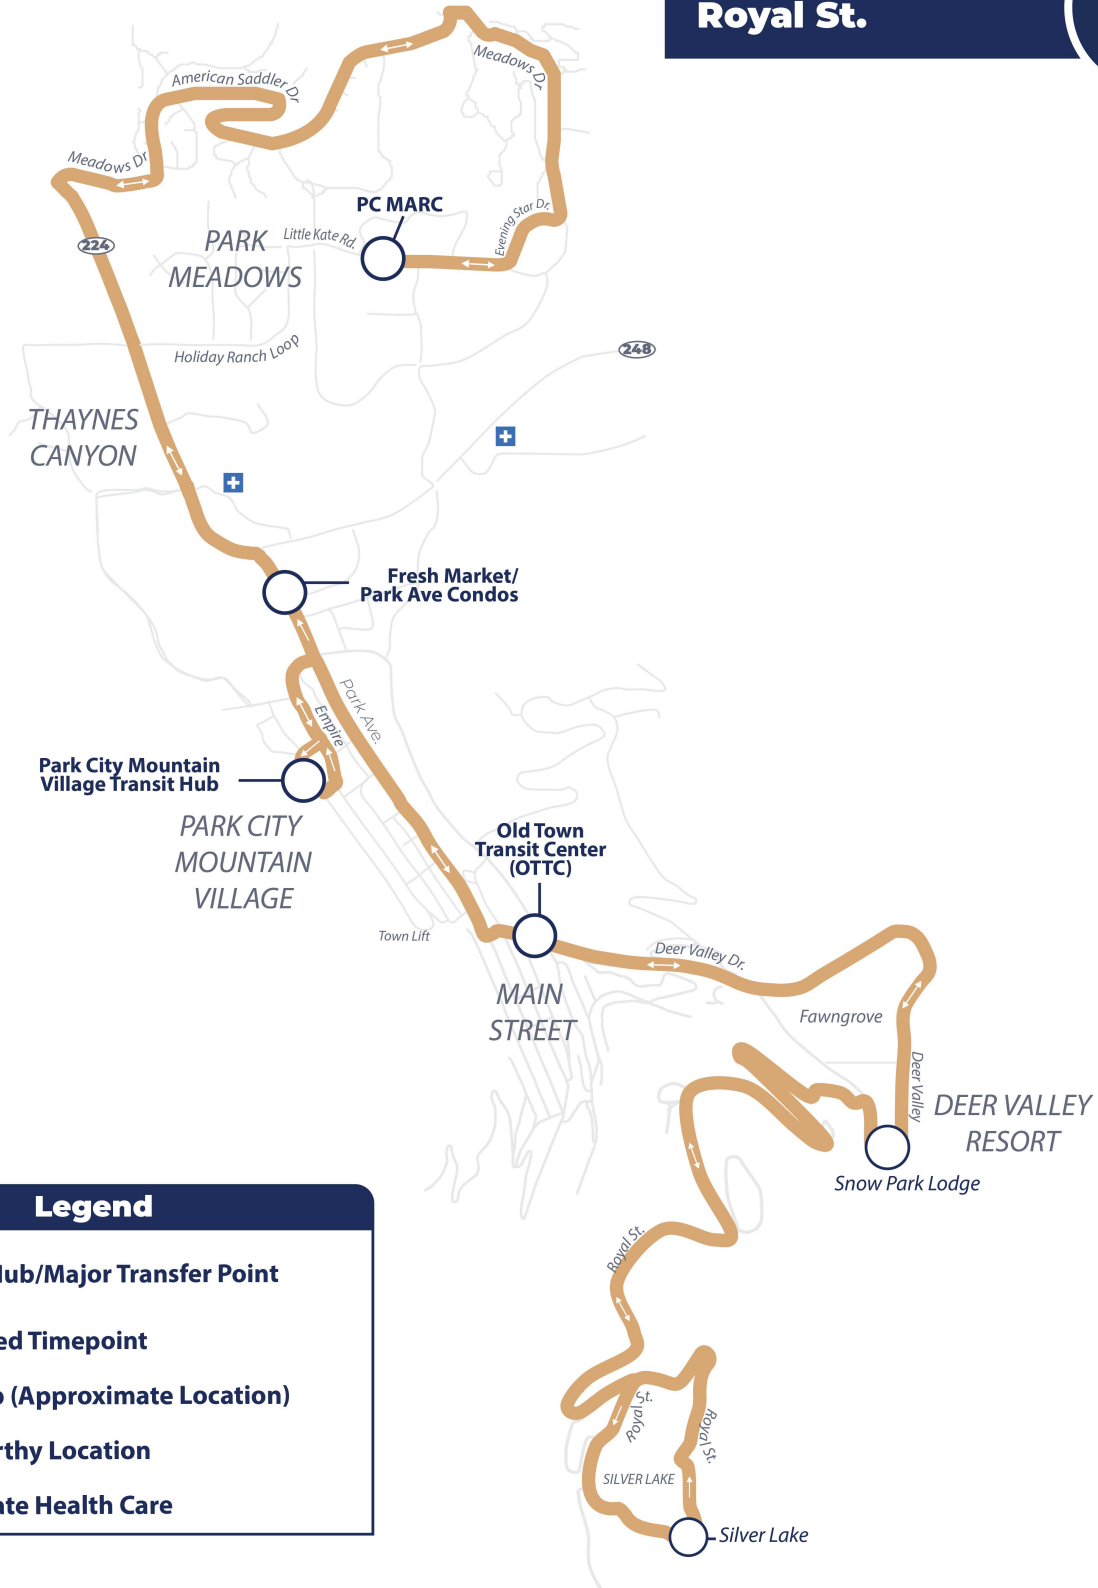 Royal St.
Meadows Dr.
American Saddler Dr
Meadows Dr
PC MARC
Evening Star Dr.
Little Kate Rd.
224
PARK
MEADOWS
248
Holiday Ranch Loop
THAYNES
CANYON
Fresh Market/
Park Ave Condos
Park Ave.
Empire
Park City Mountain
Village Transit Hub
PARK CITY
MOUNTAIN
VILLAGE
Old Town
Transit Center
(OTTC)
Town Lift
Deer Valley Dr.
MAIN
STREET
Fawngrove
Deer Valley
DEER VALLEY
RESORT
Snow Park Lodge
Legend
Hub/Major Transfer Point
ed Timepoint
(Approximate Location)
rthy Location
ate Health Care
Royal St.
Royal St.
Royal St.
SILVER LAKE
Silver Lake